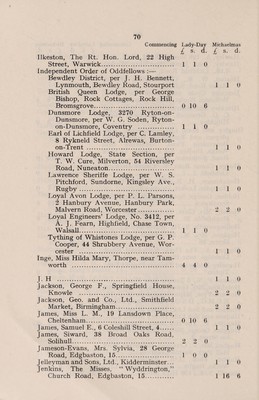 70
Commencing Lady-Day Michaelmas
£ s. d. £ s. d.
Ilkeston, The Rt. Hon. Lord, 22 High
Street, Warwick 1 1 0
Independent Order of Oddfellows :—
Bewdley District, per J. H. Bennett,
Lynmouth, Bewdley Road, Stourport 1 1 0
British Queen Lodge, per George
Bishop, Rock Cottages, Rock Hill,
Bromsgrove 0 10 6
Dunsmore Lodge, 3270 Ryton-on-
Dunsmore, per W. G. Soden, Ryton-
on-Dunsmore, Coventry 1 1 0
Earl of Lichfield Lodge, per C. Lansley,
8 Rykneld Street, Alrewas, Burton-
on-Trent 1 1 0
Howard Lodge, State Section, per
T. W. Cure, Milverton, 54 Riversley
Road, Nuneaton 1 1 0
Lawrence Sheriffe Lodge, per W. S.
Pitchford, Sundorne, Kingsley Ave.,
Rugby 1 1 0
Loyal Avon Lodge, per P. L. Parsons,
2 Hanbury Avenue, Hanbury Park,
Malvern Road, Worcester 2 2 0
Loyal Engineers' Lodge, No. 3412, per
A. J. Fearn, Highfield, Chase Town,
Walsall 1 1 0
Tything of Whistones Lodge, per G. F.
Cooper, 44 Shrubbery Avenue, Wor-
cester 1 1 0
Inge, Miss Hilda Mary, Thorpe, near Tam-
worth 4 4 0
J. H 1 1 0
Jackson, George F., Springfield House,
Knowle 2 2 0
Jackson, Geo. and Co., Ltd., Smithfield
Market, Birmingham 2 2 0
James, Miss L. M., 19 Lansdown Place,
Cheltenham 0 10 6
James, Samuel E., 6 Coleshill Street, 4 1 1 0
James, Siward, 38 Broad Oaks Road,
Solihull 2 2 0
Jameson-Evans, Mrs. Sylvia, 28 George
Road, Edgbaston, 15 1 0 0
Jelleyman and Sons, Ltd., Kidderminster 1 1 0
Jenkins, The Misses, "Wyddrington,"
Church Road, Edgbaston, 15 1 16 6